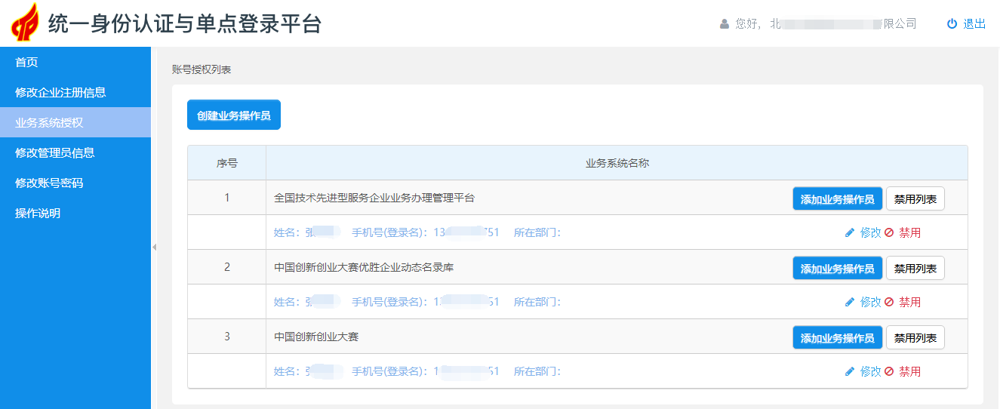 统一身份认证与单点登录平台
您好, 北 有限公司 退出
首页
修改企业注册信息
业务系统授权
修改管理员信息
修改账号密码
操作说明
账号授权列表
创建业务操作员
序号 业务系统名称
1 全国技术先进型服务企业业务办理管理平台 添加业务操作员 禁用列表
姓名: 张 手机号(登录名): 13 751 所在部门: 修改 禁用
2 中国创新创业大赛优胜企业动态名录库 添加业务操作员 禁用列表
姓名: 张 手机号(登录名): 1 51 所在部门: 修改 禁用
3 中国创新创业大赛 添加业务操作员 禁用列表
姓名: 张 手机号(登录名): 1 51 所在部门: 修改 禁用